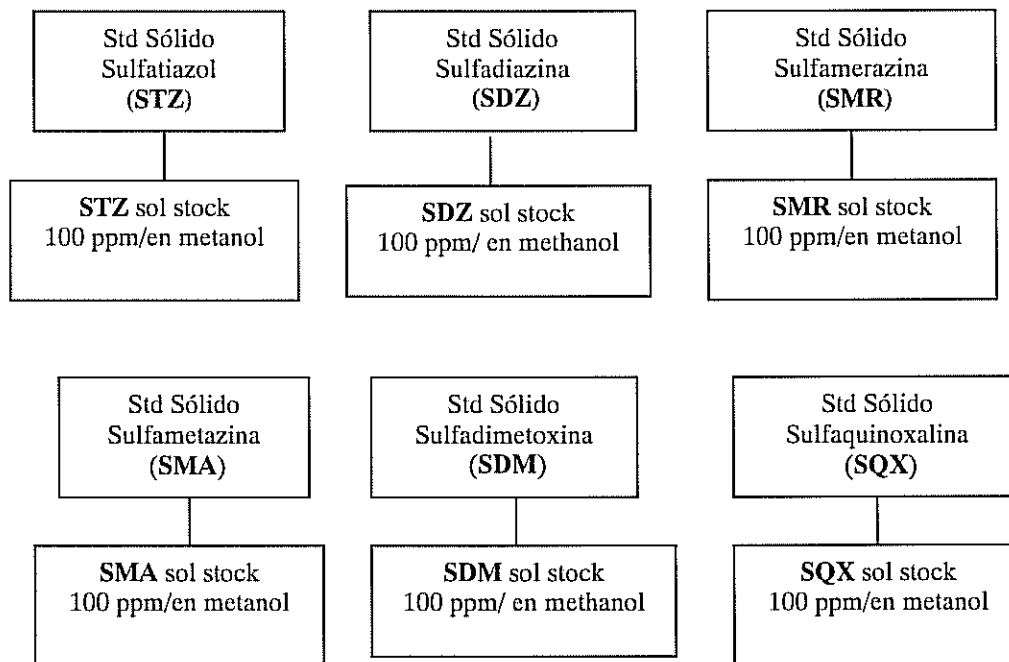 Std Sólido
Sulfatiazol
(STZ)
STZ sol stock
100 ppm/en metanol
Std Sólido
Sulfadiazina
(SDZ)
SDZ sol stock
100 ppm/ en methanol
Std Sólido
Sulfamerazina
(SMR)
SMR sol stock
100 ppm/en metanol
Std Sólido
Sulfametazina
(SMA)
SMA sol stock
100 ppm/en metanol
Std Sólido
Sulfadimetoxina
(SDM)
SDM sol stock
100 ppm/ en methanol
Std Sólido
Sulfaquinoxalina
(SQX)
SQX sol stock
100 ppm/en metanol